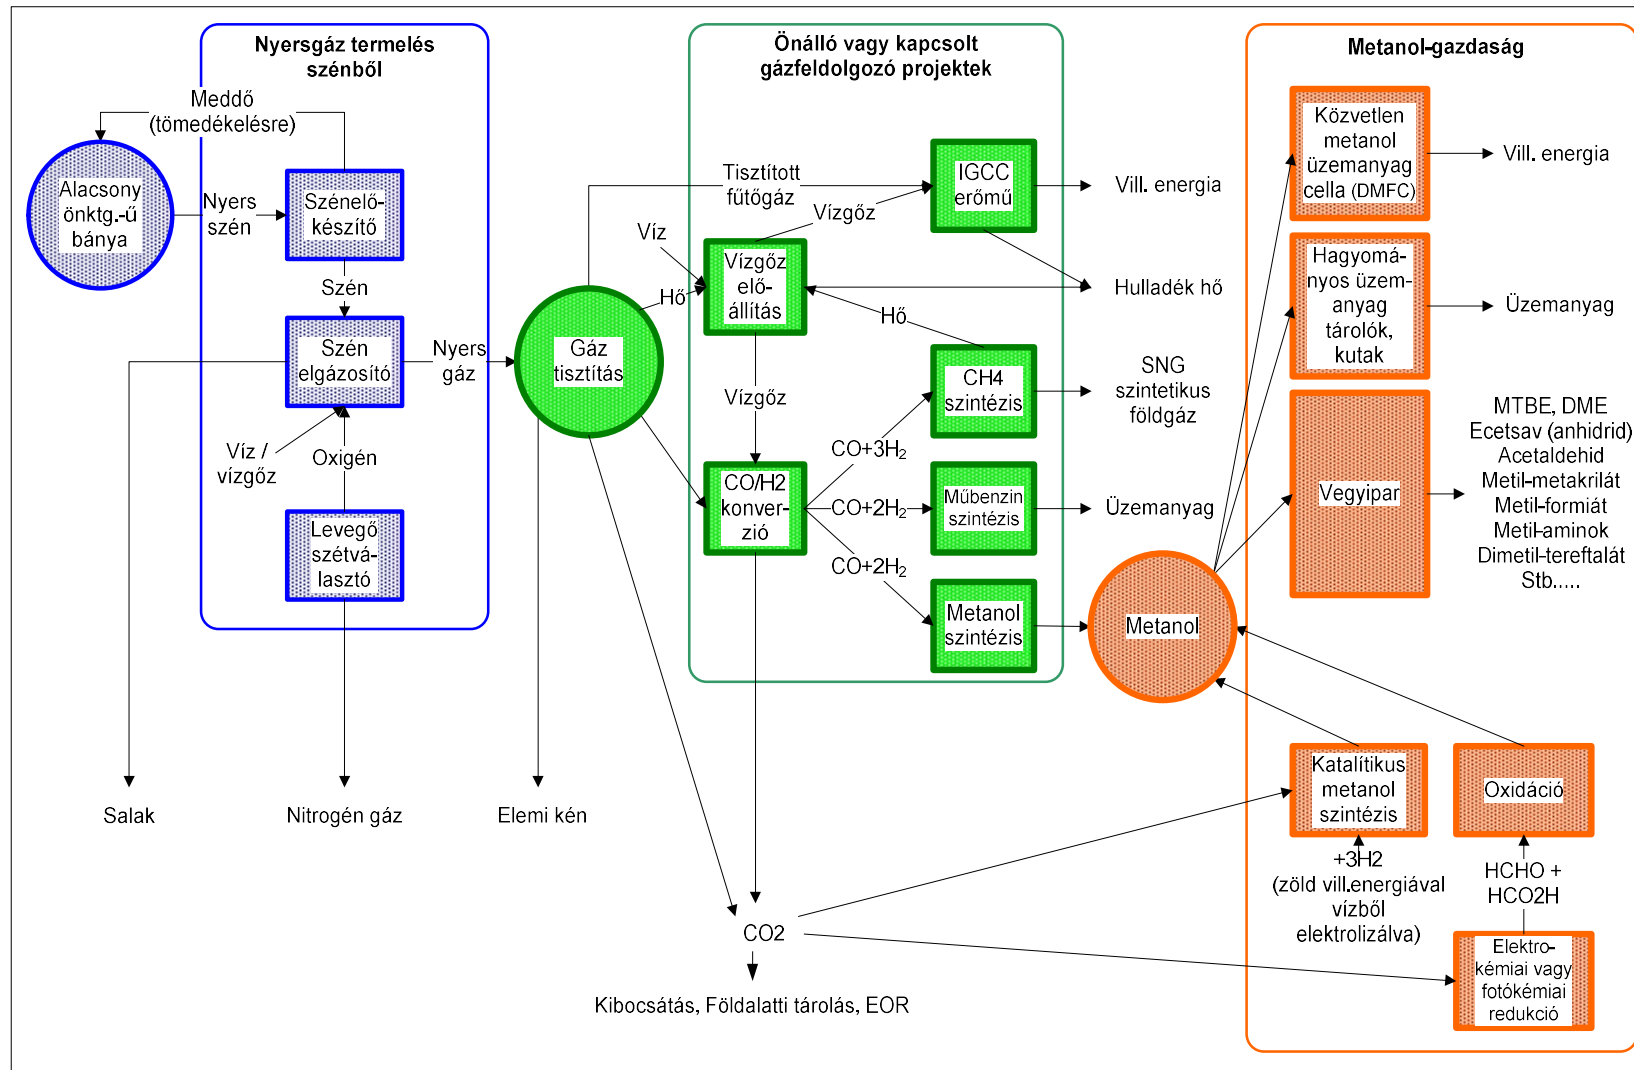 Nyersgáz termelés
szénből
Meddő
(tömedékelésre)
Alacsony
önktg.-ű
bánya
Nyers
szén
Szénelő-
készítő
Szén
Szén
elgázosító
Nyers
gáz
Víz /
vízgőz
Oxigén
Levegő
szétvá-
lasztó
Salak
Nitrogén gáz
Elemi kén
Gáz
tisztítás
Önálló vagy kapcsolt
gázfeldolgozó projektek
Tisztított
fűtőgáz
Víz
Vízgőz
Hő
Vízgőz
elő-
állítás
Hő
Vízgőz
IGCC
erőmű
Vill. energia
Hulladék hő
CH4
szintézis
SNG
szintetikus
földgáz
CO/H2
konver-
zió
CO+3H2
CO+2H2
CO+2H2
Műbenzin
szintézis
Üzemanyag
Metanol
szintézis
CO2
Kibocsátás, Földalatti tárolás, EOR
Metanol-gazdaság
Közvetlen
metanol
üzemanyag
cella (DMFC)
Vill. energia
Hagyomá-
nyos üzem-
anyag
tárolók,
kutak
Üzemanyag
Vegyipar
MTBE, DME
Ecetsav (anhidrid)
Acetaldehid
Metil-metakrilát
Metil-formiát
Metil-aminok
Dimetil-tereftalát
Stb.....
Metanol
Katalítikus
metanol
szintézis
+3H2
(zöld vill.energiával
vízből
elektrolizálva)
Oxidáció
HCHO +
HCO2H
Elektro-
kémiai vagy
fotókémiai
redukció